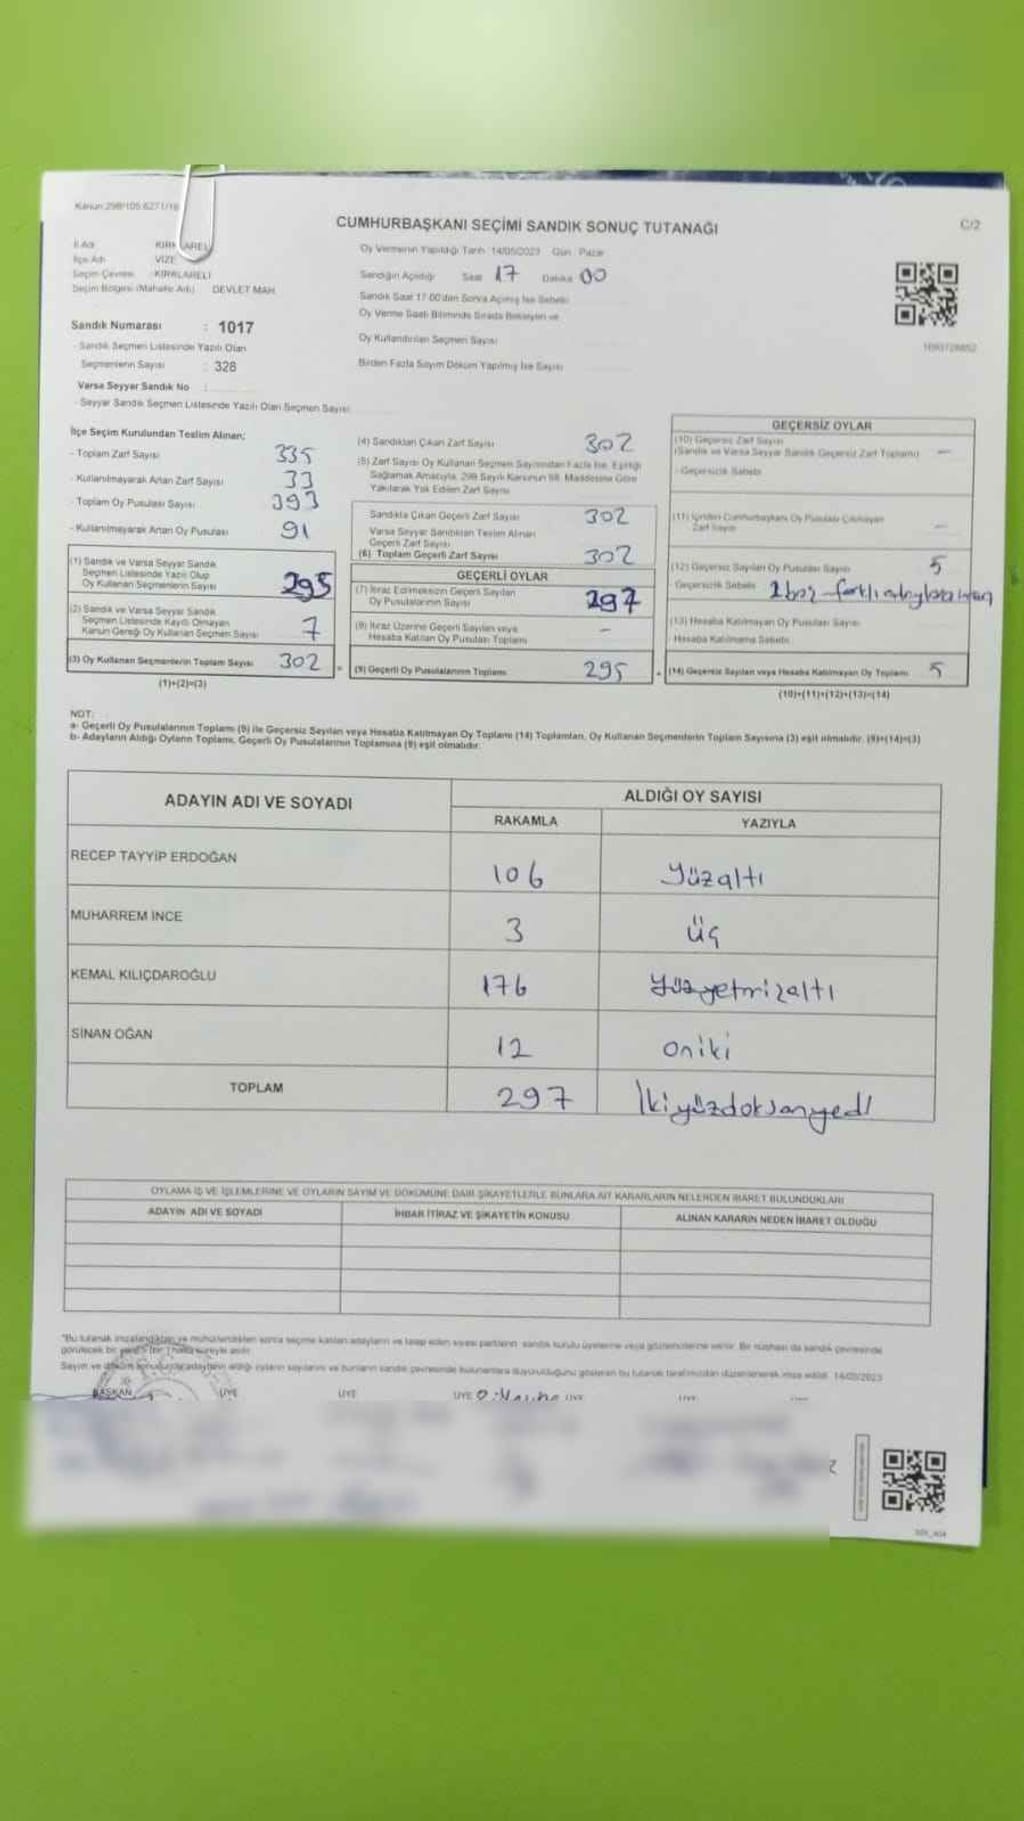 Kanun:298/105 6271/16
CUMHURBAŞKANI SEÇİMİ SANDIK SONUÇ TUTANAĞI
C/2
İl Adı KIRKLARELİ
İlçe Adı VİZE
Seçim Çevresi KIRKLARELİ
Seçim Bölgesi (Mahalle Adı) DEVLET MAH.
Oy Vermenin Yapıldığı Tarih 14/05/2023 Gün: Pazar
Sandığın Açıldığı Saat 17 Dakika 00
Sandık Saat 17:00'dan Sonra Açılmış İse Sebebi
Oy Verme Saati Bitiminde Sırada Bekleyen ve
Oy Kullandırılan Seçmen Sayısı
Birden Fazla Sayım Döküm Yapılmış İse Sayısı
Sandık Numarası : 1017
- Sandık Seçmen Listesinde Yazılı Olan
Seçmenlerin Sayısı : 328
Varsa Seyyar Sandık No :
- Seyyar Sandık Seçmen Listesinde Yazılı Olan Seçmen Sayısı
İlçe Seçim Kurulundan Teslim Alınan;
- Toplam Zarf Sayısı 335
- Kullanılmayarak Artan Zarf Sayısı 33
- Toplam Oy Pusulası Sayısı 393
- Kullanılmayarak Artan Oy Pusulası 91
(1) Sandık ve Varsa Seyyar Sandık
Seçmen Listesinde Yazılı Olup
Oy Kullanan Seçmenlerin Sayısı 295
(2) Sandık ve Varsa Seyyar Sandık
Seçmen Listesinde Kayıtlı Olmayan
Kanun Gereği Oy Kullanan Seçmen Sayısı 7
(3) Oy Kullanan Seçmenlerin Toplam Sayısı 302
(1)+(2)=(3)
(4) Sandıktan Çıkan Zarf Sayısı 302
(5) Zarf Sayısı Oy Kullanan Seçmen Sayısından Fazla İse, Eşitliği
Sağlamak Amacıyla, 298 Sayılı Kanunun 98. Maddesine Göre
Yakılarak Yok Edilen Zarf Sayısı
Sandıkta Çıkan Geçerli Zarf Sayısı 302
Varsa Seyyar Sandıktan Teslim Alınan
Geçerli Zarf Sayısı
(6) Toplam Geçerli Zarf Sayısı 302
GEÇERLİ OYLAR
(7) İtiraz Edilmeksizin Geçerli Sayılan
Oy Pusulalarının Sayısı 297
(8) İtiraz Üzerine Geçerli Sayılan veya
Hesaba Katılan Oy Pusulası Toplamı -
(9) Geçerli Oy Pusulalarının Toplamı 295
GEÇERSİZ OYLAR
(10) Geçersiz Zarf Sayısı
(Sandık ve Varsa Seyyar Sandık Geçersiz Zarf Toplamı) -
- Geçersizlik Sebebi
(11) İçinden Cumhurbaşkanı Oy Pusulası Çıkmayan
Zarf Sayısı -
(12) Geçersiz Sayılan Oy Pusulası Sayısı 5
Geçersizlik Sebebi
(13) Hesaba Katılmayan Oy Pusulası Sayısı
Hesaba Katılmama Sebebi
(14) Geçersiz Sayılan veya Hesaba Katılmayan Oy Toplamı 5
(10)+(11)+(12)+(13)=(14)
NOT:
a- Geçerli Oy Pusulalarının Toplamı (9) ile Geçersiz Sayılan veya Hesaba Katılmayan Oy Toplamı (14) Toplamları, Oy Kullanan Seçmenlerin Toplam Sayısına (3) eşit olmalıdır. (9)+(14)=(3)
b- Adayların Aldığı Oyların Toplamı, Geçerli Oy Pusulalarının Toplamına (9) eşit olmalıdır.
ADAYIN ADI VE SOYADI
ALDIĞI OY SAYISI
RAKAMLA YAZIYLA
RECEP TAYYİP ERDOĞAN 106 Yüzaltı
MUHARREM İNCE 3 üç
KEMAL KILIÇDAROĞLU 176 yüzyetmişaltı
SİNAN OĞAN 12 oniki
TOPLAM 297 İkiyüzdoksanyedi
OYLAMA İŞ VE İŞLEMLERİNE VE OYLARIN SAYIM VE DÖKÜMÜNE DAİR ŞİKAYETLERLE BUNLARA AİT KARARLARIN NELERDEN İBARET BULUNDUKLARI
ADAYIN ADI VE SOYADI
İHBAR İTİRAZ VE ŞİKAYETİN KONUSU
ALINAN KARARIN NEDEN İBARET OLDUĞU
"Bu tutanak imzalandıktan ve mühürlendikten sonra seçime katılan adayların ve talep eden siyasi partilerin sandık kurulu üyelerine veya gözlemcilerine verilir. Bir nüshası da sandık çevresinde
görülecek bir yere bir hafta süreyle asılır.
Sayım ve döküm sonucunda adayların aldığı oyların sayılarını ve bunların sandık çevresinde bulunanlara duyurulduğunu gösteren bu tutanak tarafımızdan düzenlenerek imza edildi. 14/05/2023
BAŞKAN ÜYE ÜYE ÜYE ÜYE